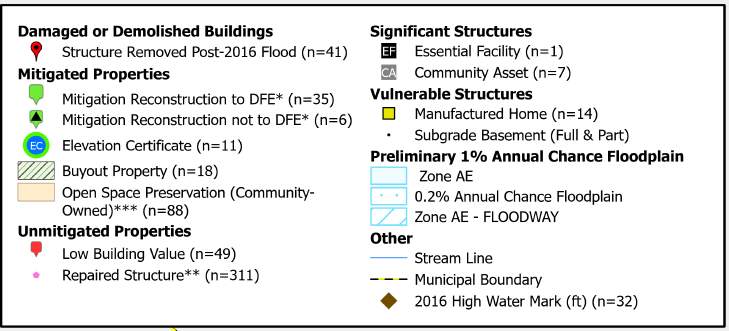 Damaged or Demolished Buildings
Structure Removed Post-2016 Flood (n=41)
Mitigated Properties
Mitigation Reconstruction to DFE* (n=35)
Mitigation Reconstruction not to DFE* (n=6)
EC Elevation Certificate (n=11)
Buyout Property (n=18)
Open Space Preservation (Community-
Owned)*** (n=88)
Unmitigated Properties
Low Building Value (n=49)
Repaired Structure** (n=311)
Significant Structures
EF Essential Facility (n=1)
CA Community Asset (n=7)
Vulnerable Structures
Manufactured Home (n=14)
Subgrade Basement (Full & Part)
Preliminary 1% Annual Chance Floodplain
Zone AE
0.2% Annual Chance Floodplain
Zone AE - FLOODWAY
Other
Stream Line
Municipal Boundary
2016 High Water Mark (ft) (n=32)